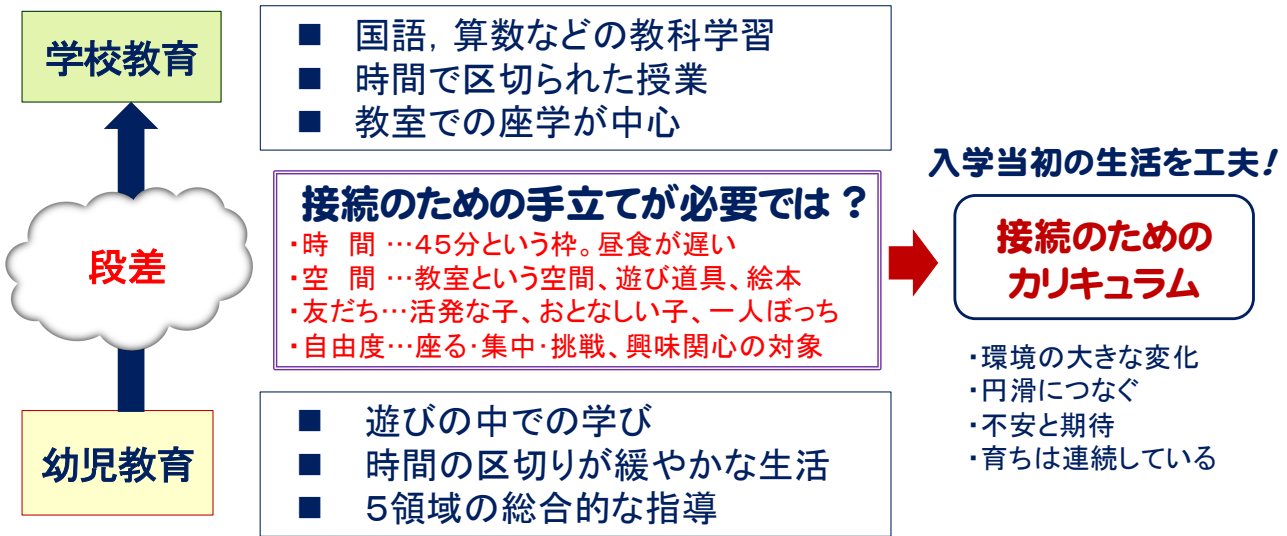 学校教育
■ 国語，算数などの教科学習
■ 時間で区切られた授業
■ 教室での座学が中心
段差
接続のための手立てが必要では？
・時　間 …４５分という枠。昼食が遅い
・空　間 …教室という空間、遊び道具、絵本
・友だち…活発な子、おとなしい子、一人ぼっち
・自由度…座る・集中・挑戦、興味関心の対象
幼児教育
■ 遊びの中での学び
■ 時間の区切りが緩やかな生活
■ ５領域の総合的な指導
入学当初の生活を工夫！
接続のための
カリキュラム
・環境の大きな変化
・円滑につなぐ
・不安と期待
・育ちは連続している